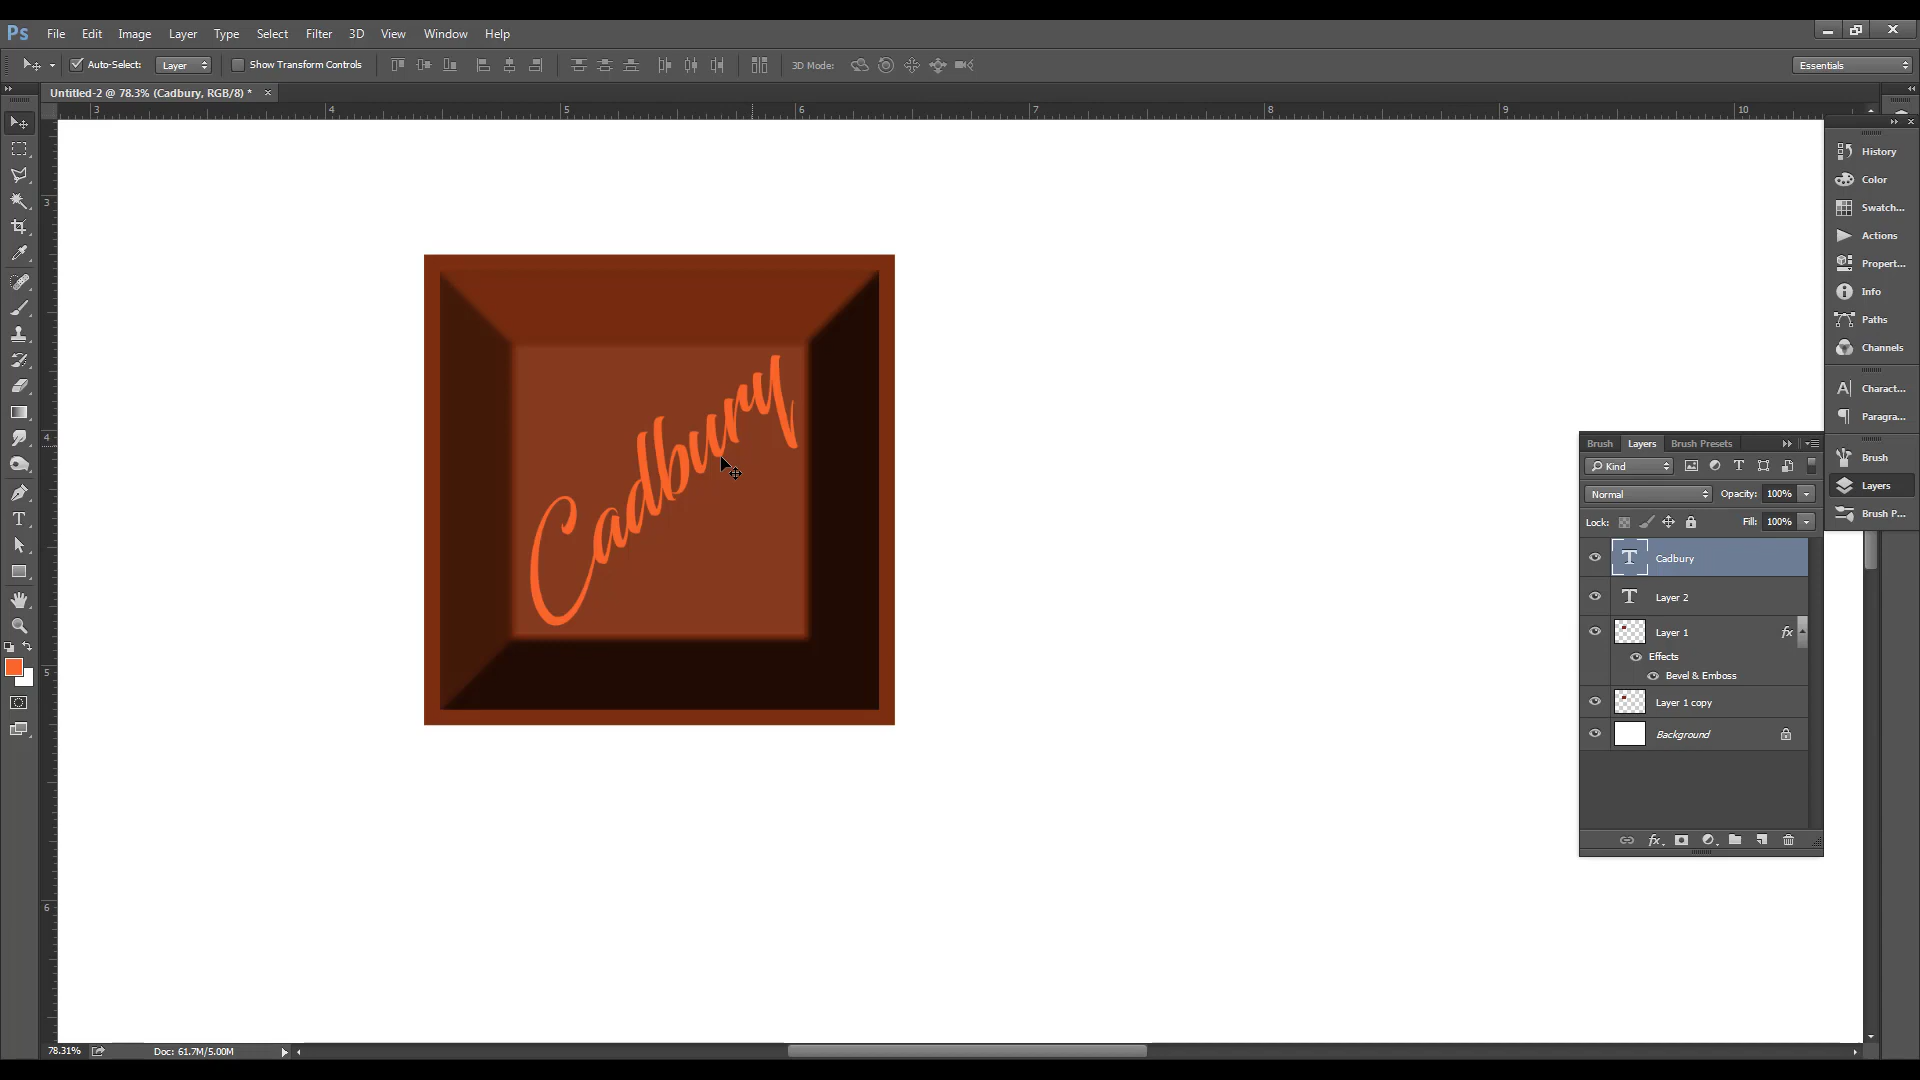 Ps File Edit Image Layer Type Select Filter 3D View Window Help
Auto-Select: Layer Show Transform Controls 3D Mode: Essentials
Untitled-2 @ 78.3% (Cadbury, RGB/8) * ×
3 4 5 6 7 8 9 10
3
4
5
6
Cadbury
History
Color
Swatch...
Actions
Propert...
Info
Paths
Channels
Charact...
Paragra...
Brush
Layers
Brush P...
Brush Layers Brush Presets
Kind
Normal Opacity: 100%
Lock: Fill: 100%
T Cadbury
T Layer 2
Layer 1 fx
Effects
Bevel & Emboss
Layer 1 copy
Background
fx
78.31% Doc: 61.7M/5.00M